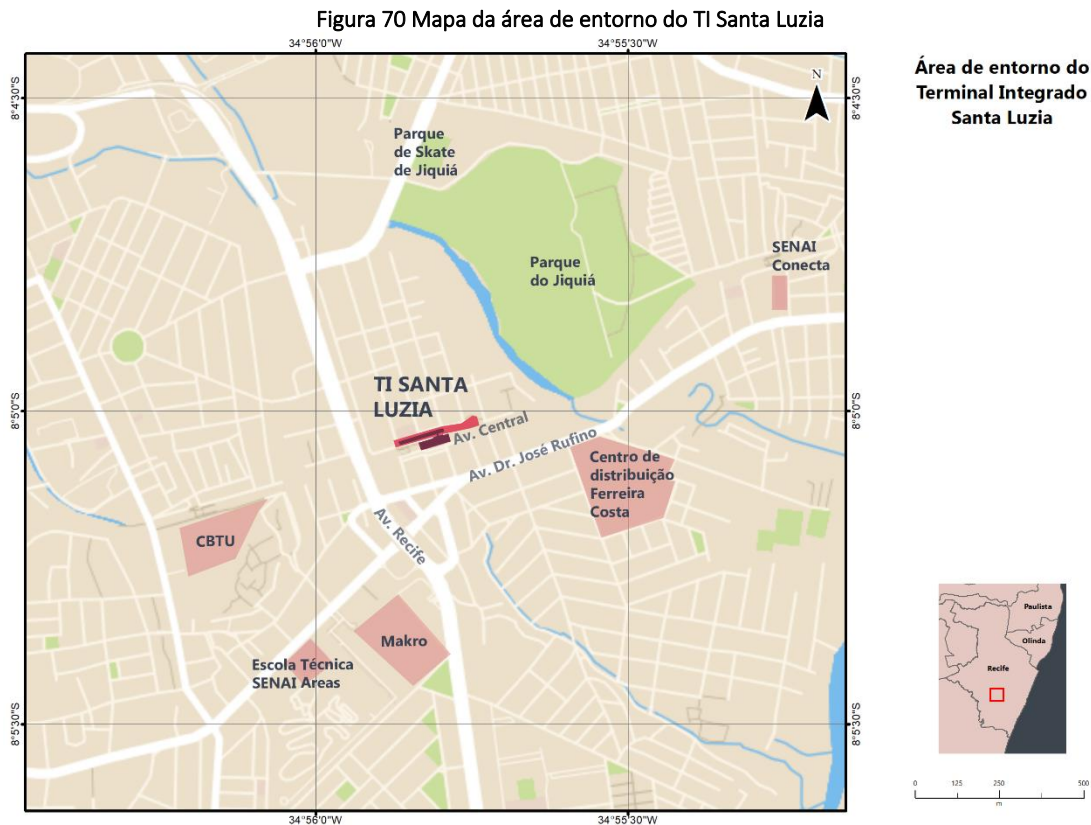 Figura 70 Mapa da área de entorno do TI Santa Luzia
34°56'0"W
34°55'30"W
8°4'30"S
8°4'30"S
N
Área de entorno do
Terminal Integrado
Santa Luzia
Parque
de Skate
de Jiquiá
SENAI
Conecta
Parque
do Jiquiá
TI SANTA
LUZIA
8°5'0"S
8°5'0"S
Av. Central
Av. Dr. José Rufino
Centro de
distribuição
Ferreira
Costa
Av. Recife
CBTU
Makro
Escola Técnica
SENAI Areas
Paulista
Olinda
Recife
8°5'30"S
8°5'30"S
0 125 250 500
m
34°56'0"W
34°55'30"W